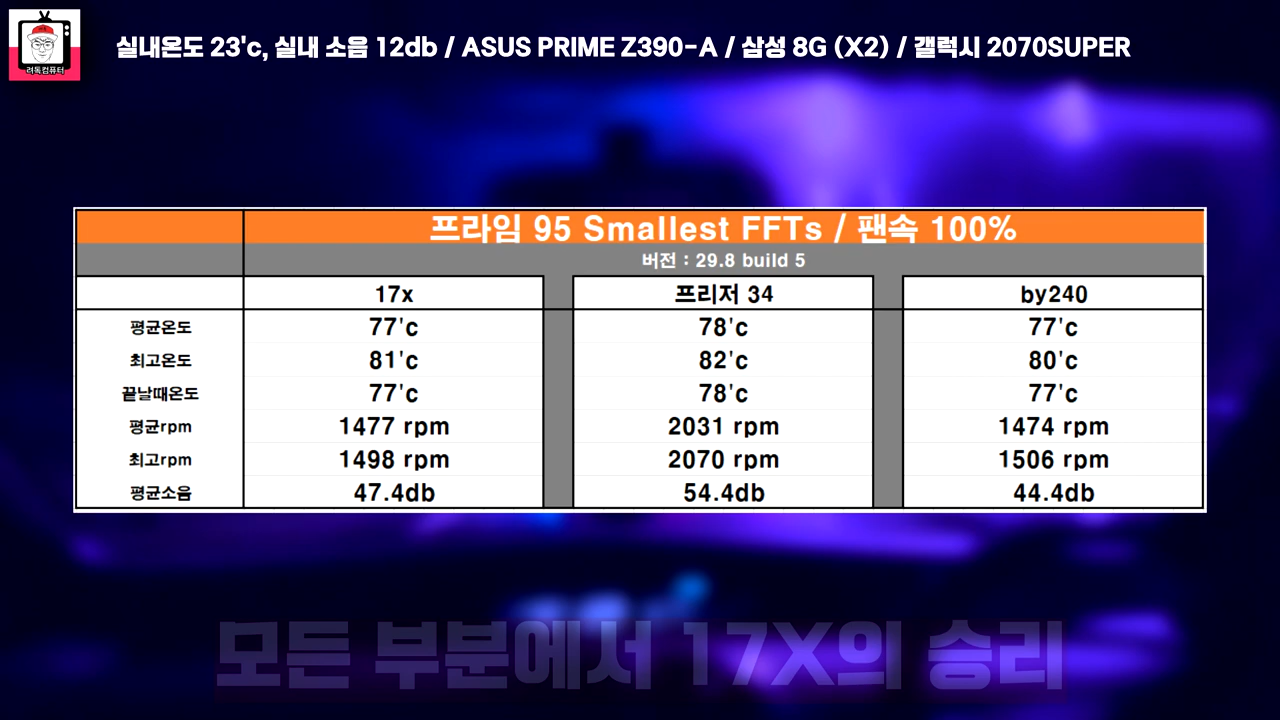 려독컴퓨터
실내온도 23'c, 실내 소음 12db / ASUS PRIME Z390-A / 삼성 8G (X2) / 갤럭시 2070SUPER
프라임 95 Smallest FFTs / 팬속 100%
버전 : 29.8 build 5
17x 프리저 34 by240
평균온도 77'c 78'c 77'c
최고온도 81'c 82'c 80'c
끝날때온도 77'c 78'c 77'c
평균rpm 1477 rpm 2031 rpm 1474 rpm
최고rpm 1498 rpm 2070 rpm 1506 rpm
평균소음 47.4db 54.4db 44.4db
모든 부분에서 17X의 승리